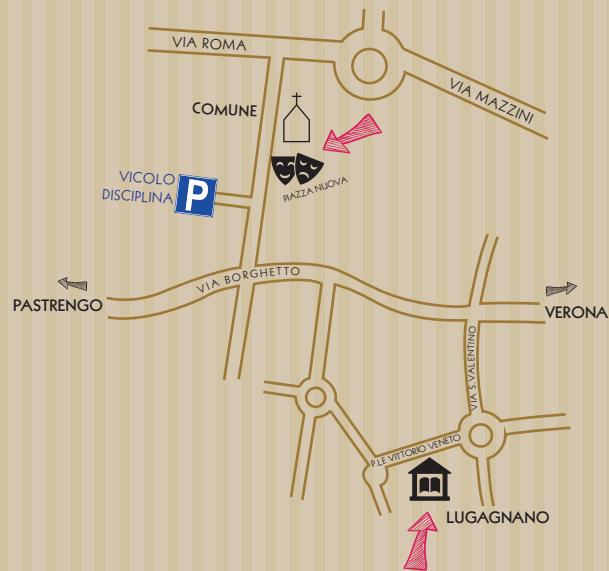 VIA ROMA
VIA MAZZINI
COMUNE
VICOLO
DISCIPLINA
P
PIAZZA NUOVA
VIA BORGHETTO
PASTRENGO
VERONA
VIA S.VALENTINO
P.LE VITTORIO VENETO
LUGAGNANO